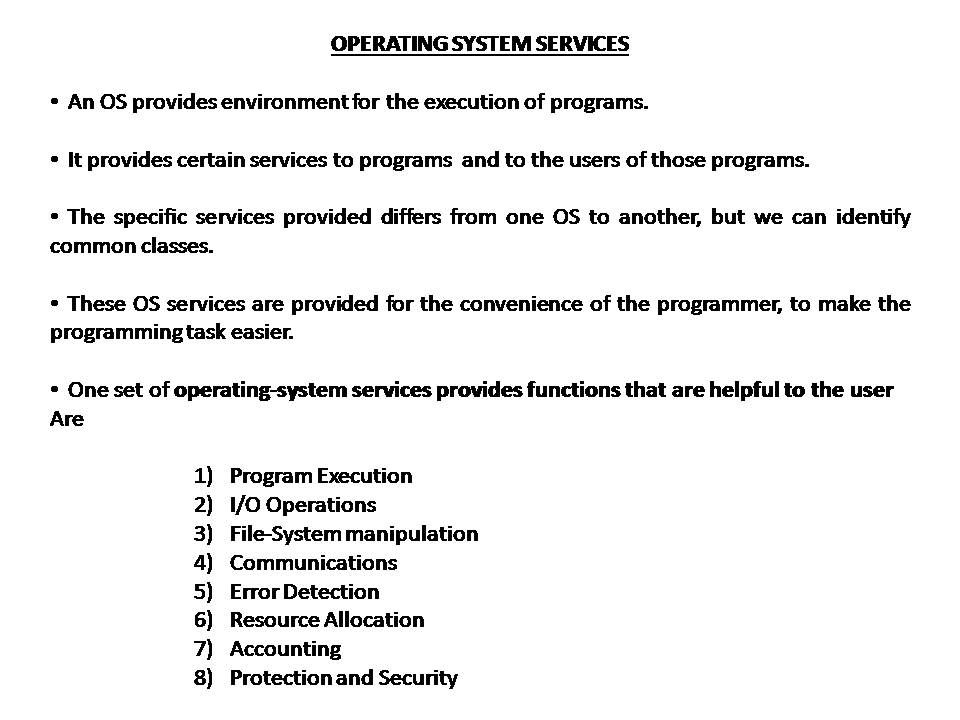 OPERATING SYSTEM SERVICES
• An OS provides environment for the execution of programs.
• It provides certain services to programs and to the users of those programs.
• The specific services provided differs from one OS to another, but we can identify
common classes.
• These OS services are provided for the convenience of the programmer, to make the
programming task easier.
• One set of operating-system services provides functions that are helpful to the user
Are
1) Program Execution
2) I/O Operations
3) File-System manipulation
4) Communications
5) Error Detection
6) Resource Allocation
7) Accounting
8) Protection and Security